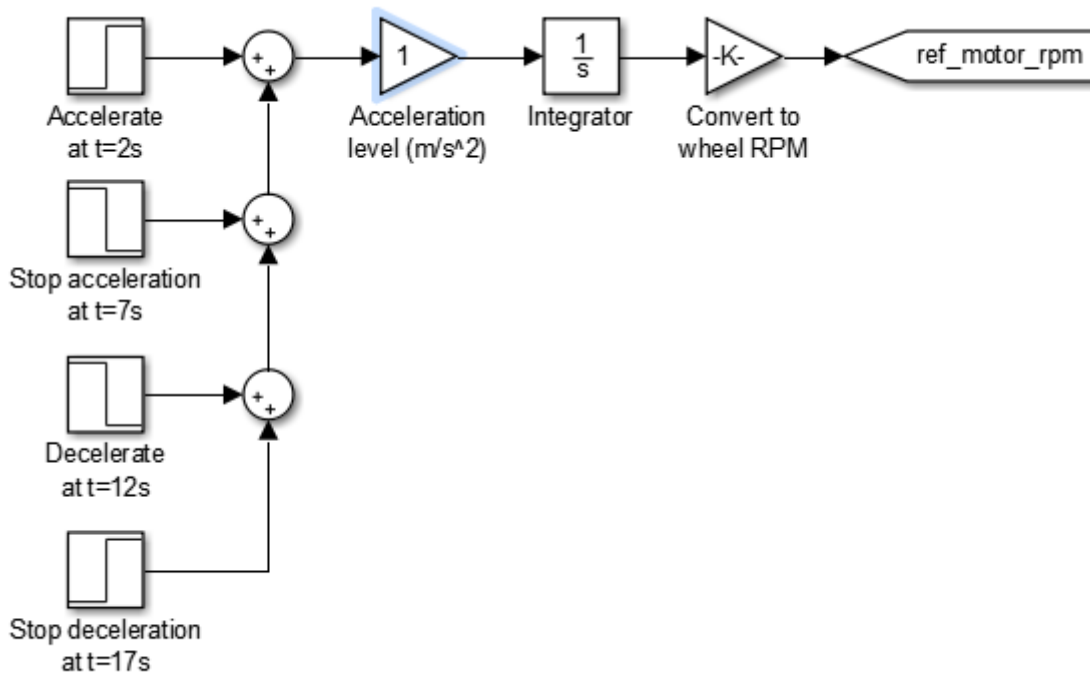 Accelerate
at t=2s
+
+
1
Acceleration
level (m/s^2)
1
s
Integrator
-K-
Convert to
wheel RPM
ref_motor_rpm
+
+
Stop acceleration
at t=7s
+
+
Decelerate
at t=12s
Stop deceleration
at t=17s